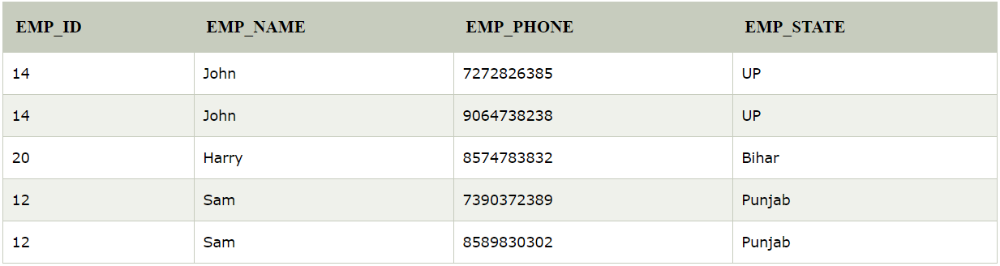 EMP_ID EMP_NAME EMP_PHONE EMP_STATE
14 John 7272826385 UP
14 John 9064738238 UP
20 Harry 8574783832 Bihar
12 Sam 7390372389 Punjab
12 Sam 8589830302 Punjab